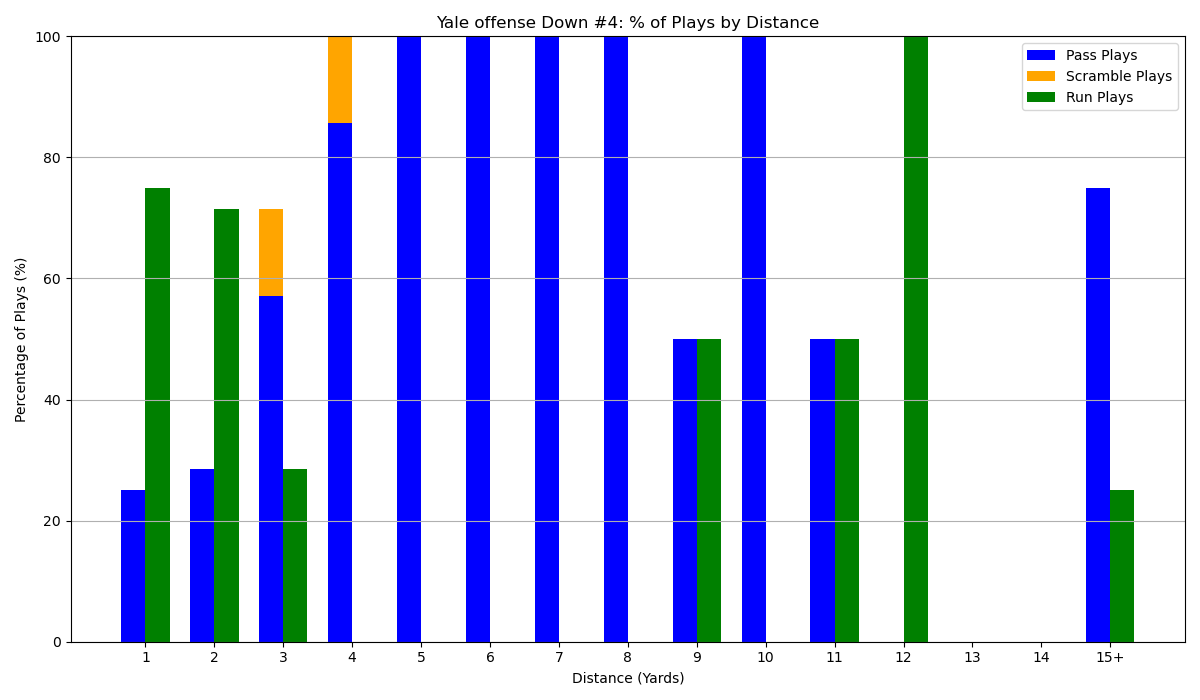 Yale offense Down #4: % of Plays by Distance
Pass Plays
Scramble Plays
Run Plays
Percentage of Plays (%)
100
80
60
40
20
0
1 2 3 4 5 6 7 8 9 10 11 12 13 14 15+
Distance (Yards)